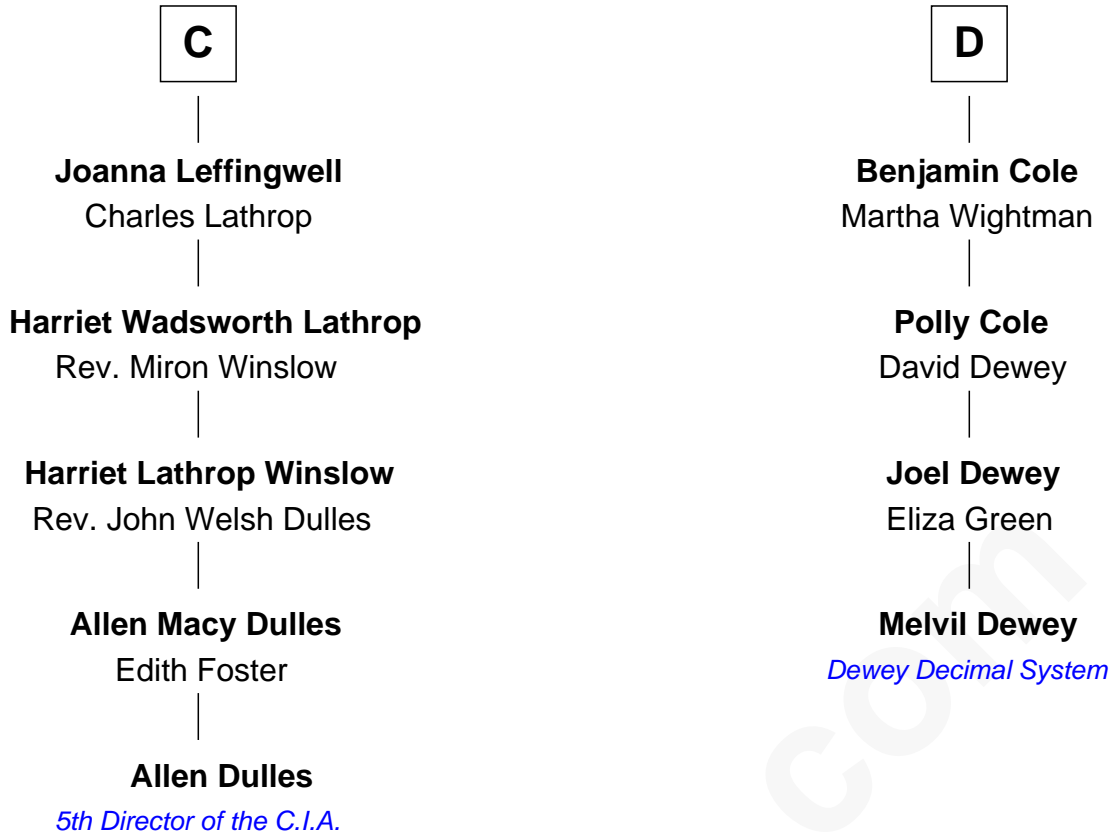 C
Joanna Leffingwell
Charles Lathrop
Harriet Wadsworth Lathrop
Rev. Miron Winslow
Harriet Lathrop Winslow
Rev. John Welsh Dulles
Allen Macy Dulles
Edith Foster
Allen Dulles
5th Director of the C.I.A.
D
Benjamin Cole
Martha Wightman
Polly Cole
David Dewey
Joel Dewey
Eliza Green
Melvil Dewey
Dewey Decimal System
com